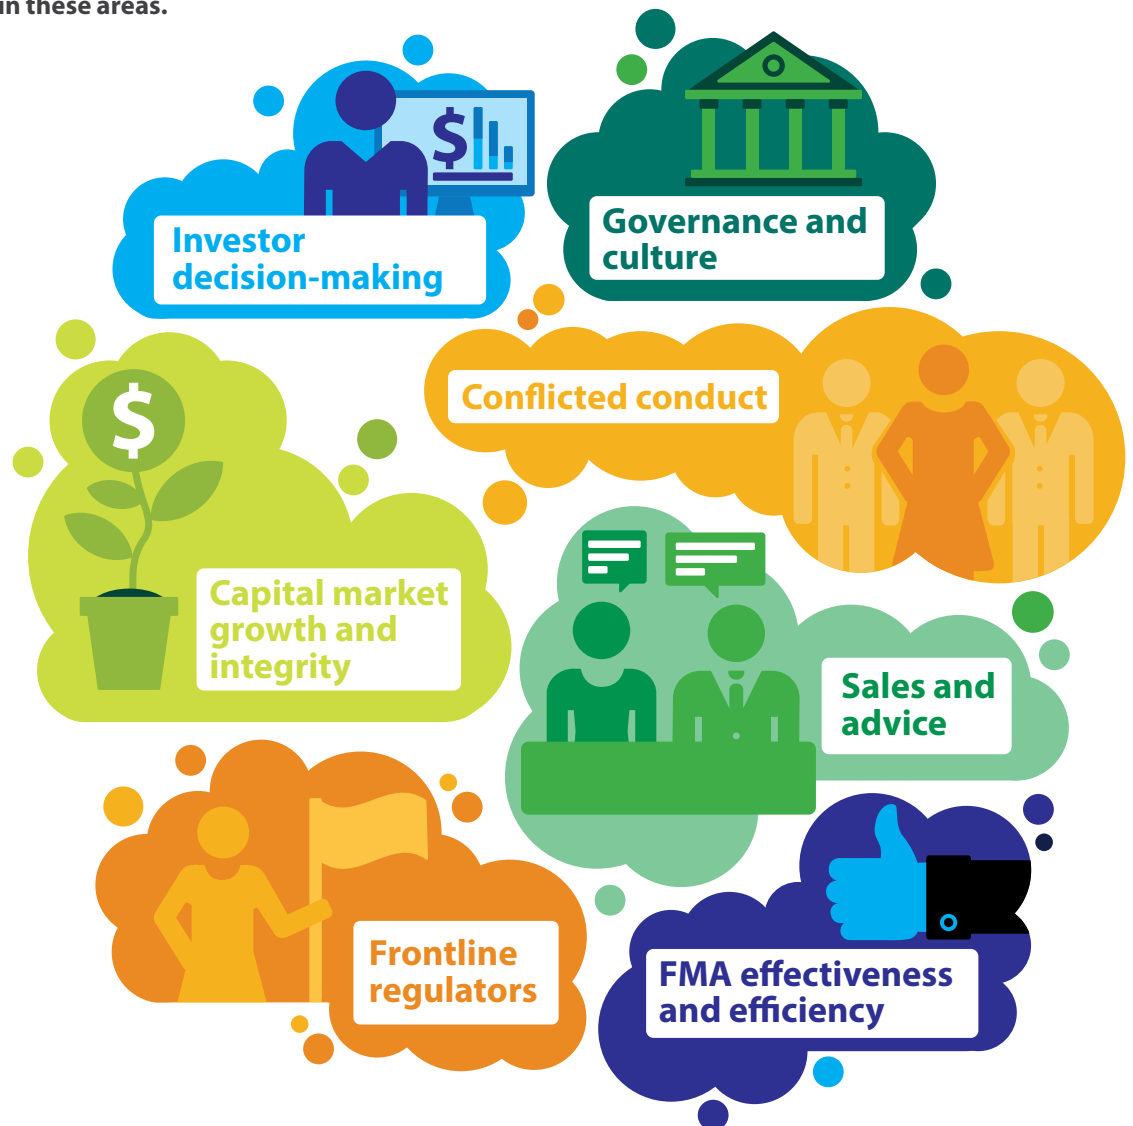 in these areas.
$
Investor
decision-making
Governance and
culture
Conflicted conduct
$
Capital market
growth and
integrity
Sales and
advice
Frontline
regulators
FMA effectiveness
and efficiency